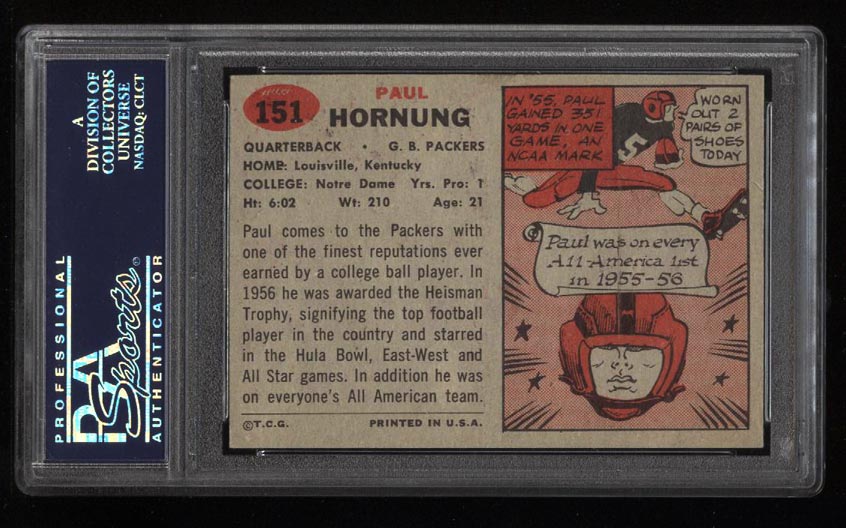 A
DIVISION OF
COLLECTORS
UNIVERSE
NASDAQ: CLCT
PROFESSIONAL
PSA
Sports
AUTHENTICATOR
151
PAUL
HORNUNG
QUARTERBACK • G. B. PACKERS
HOME: Louisville, Kentucky
COLLEGE: Notre Dame Yrs. Pro: 1
Ht: 6:02 Wt: 210 Age: 21
Paul comes to the Packers with
one of the finest reputations ever
earned by a college ball player. In
1956 he was awarded the Heisman
Trophy, signifying the top football
player in the country and starred
in the Hula Bowl, East-West and
All Star games. In addition he was
on everyone's All American team.
©T.C.G. PRINTED IN U.S.A.
IN '55, PAUL
GAINED 351
YARDS IN ONE
GAME, AN
NCAA MARK
5
WORN
OUT 2
PAIRS OF
SHOES
TODAY
Paul was on every
All-America list
in 1955-56